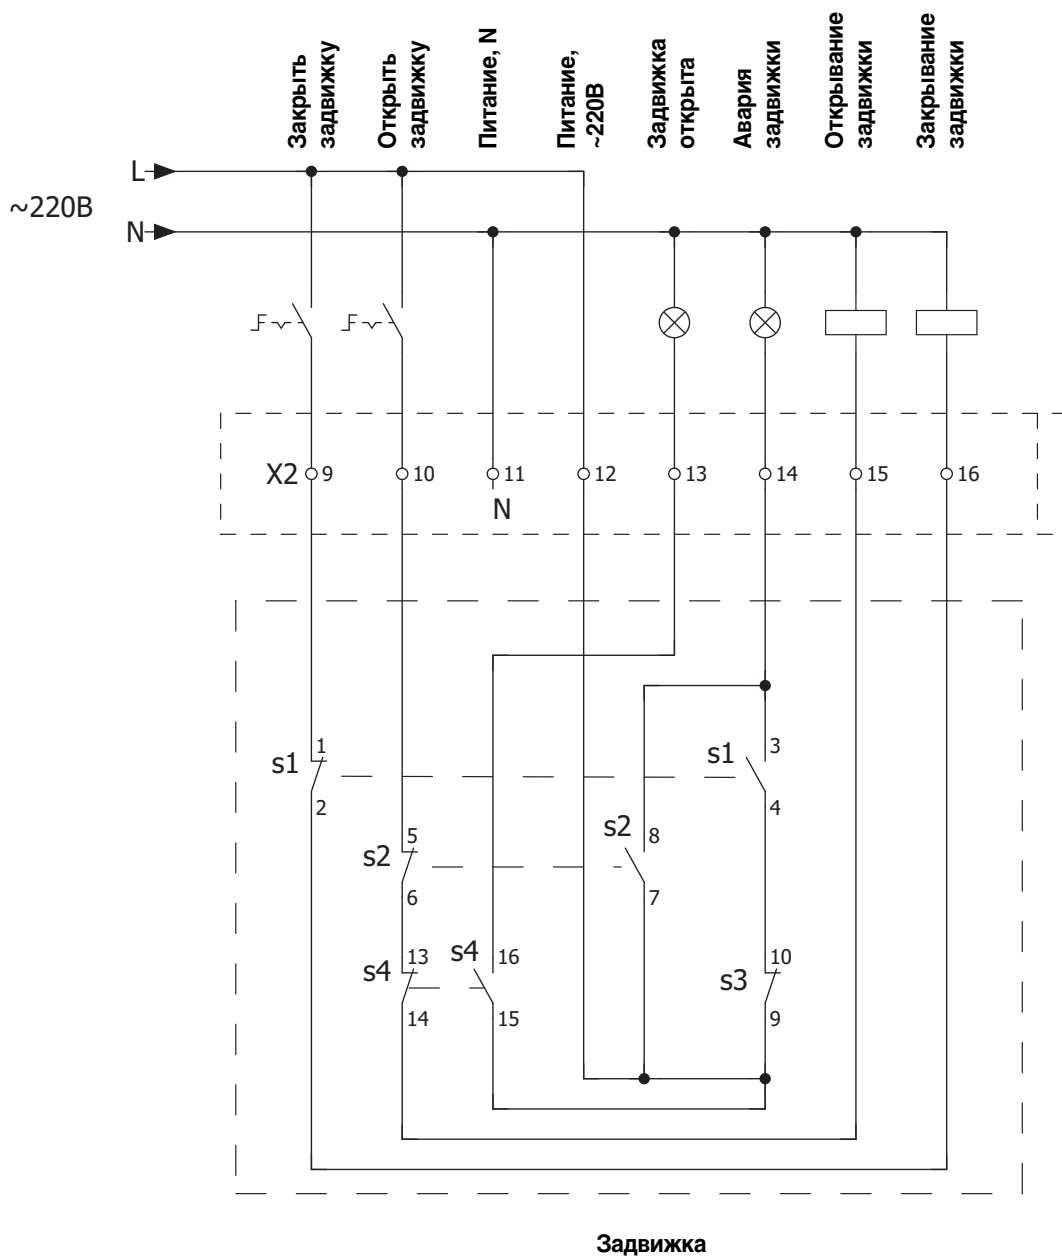 Закрыть
задвижку
Открыть
задвижку
Питание, N
Питание,
~220В
Задвижка
открыта
Авария
задвижки
Открывание
задвижки
Закрывание
задвижки
L
~220В
N
X2 9 10 11 12 13 14 15 16
N
s1 1 2
s1 3 4
s2 5 6
s2 8 7
s4 13 14
s4 16 15
s3 10 9
Задвижка